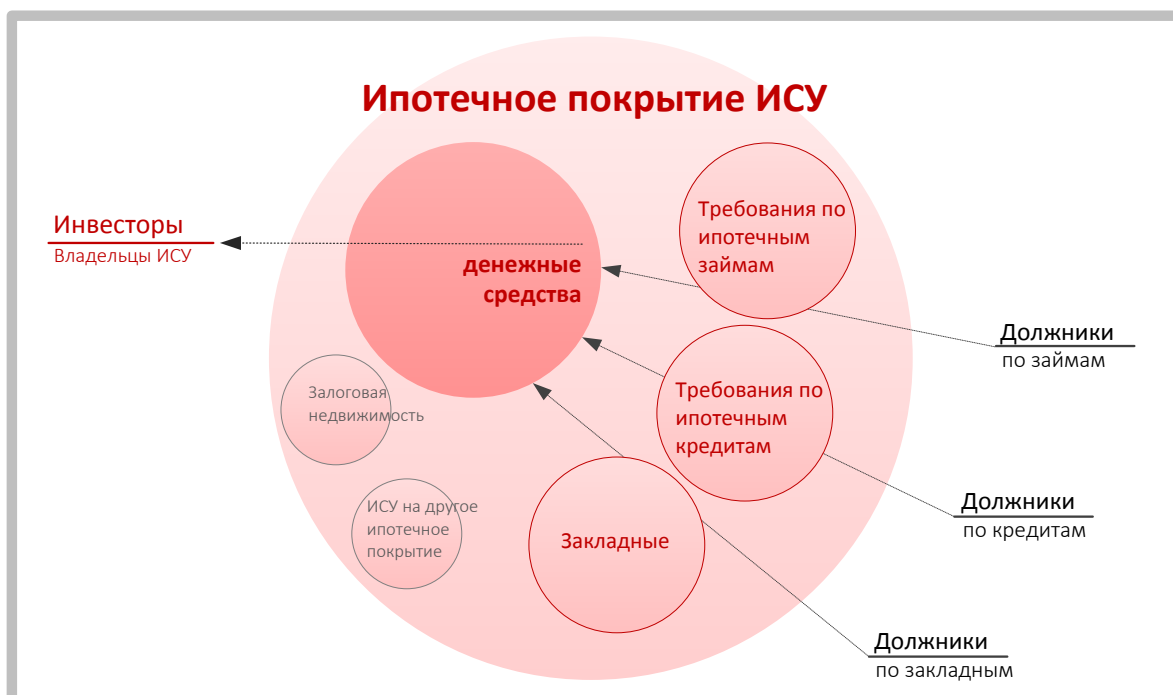 Ипотечное покрытие ИСУ
Инвесторы
Владельцы ИСУ
денежные
средства
Требования по
ипотечным
займам
Должники
по займам
Залоговая
недвижимость
Требования по
ипотечным
кредитам
ИСУ на другое
ипотечное
покрытие
Закладные
Должники
по кредитам
Должники
по закладным